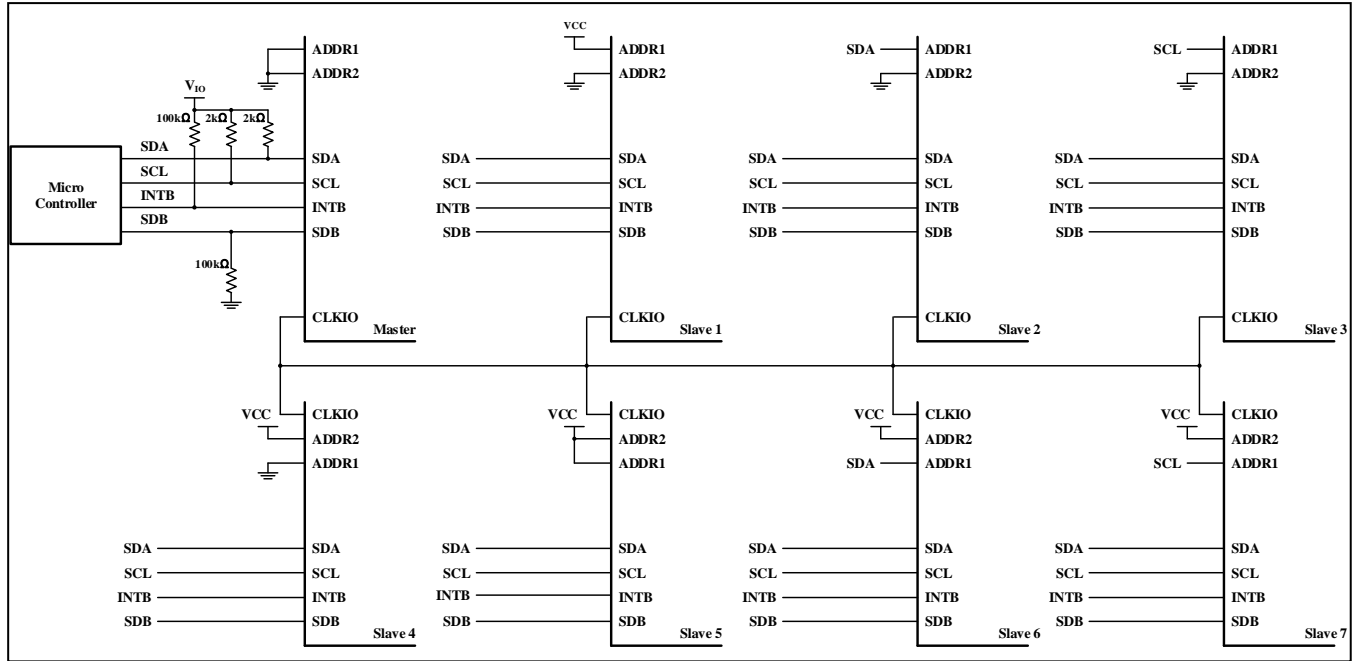 VCC
ADDR1 ADDR1 SDA ADDR1 SCL ADDR1
ADDR2 ADDR2 ADDR2 ADDR2
VIO
100kΩ 2kΩ 2kΩ
SDA SDA SDA SDA SDA SDA SDA SDA
SCL SCL SCL SCL SCL SCL SCL SCL
Micro
Controller
INTB INTB INTB INTB INTB INTB INTB INTB
SDB SDB SDB SDB SDB SDB SDB SDB
100kΩ
CLKIO CLKIO CLKIO CLKIO
Master Slave 1 Slave 2 Slave 3
VCC CLKIO VCC CLKIO VCC CLKIO VCC CLKIO
ADDR2 ADDR2 ADDR2 ADDR2
ADDR1 ADDR1 SDA ADDR1 SCL ADDR1
SDA SDA SDA SDA SDA SDA SDA SDA
SCL SCL SCL SCL SCL SCL SCL SCL
INTB INTB INTB INTB INTB INTB INTB INTB
SDB SDB SDB SDB SDB SDB SDB SDB
Slave 4 Slave 5 Slave 6 Slave 7